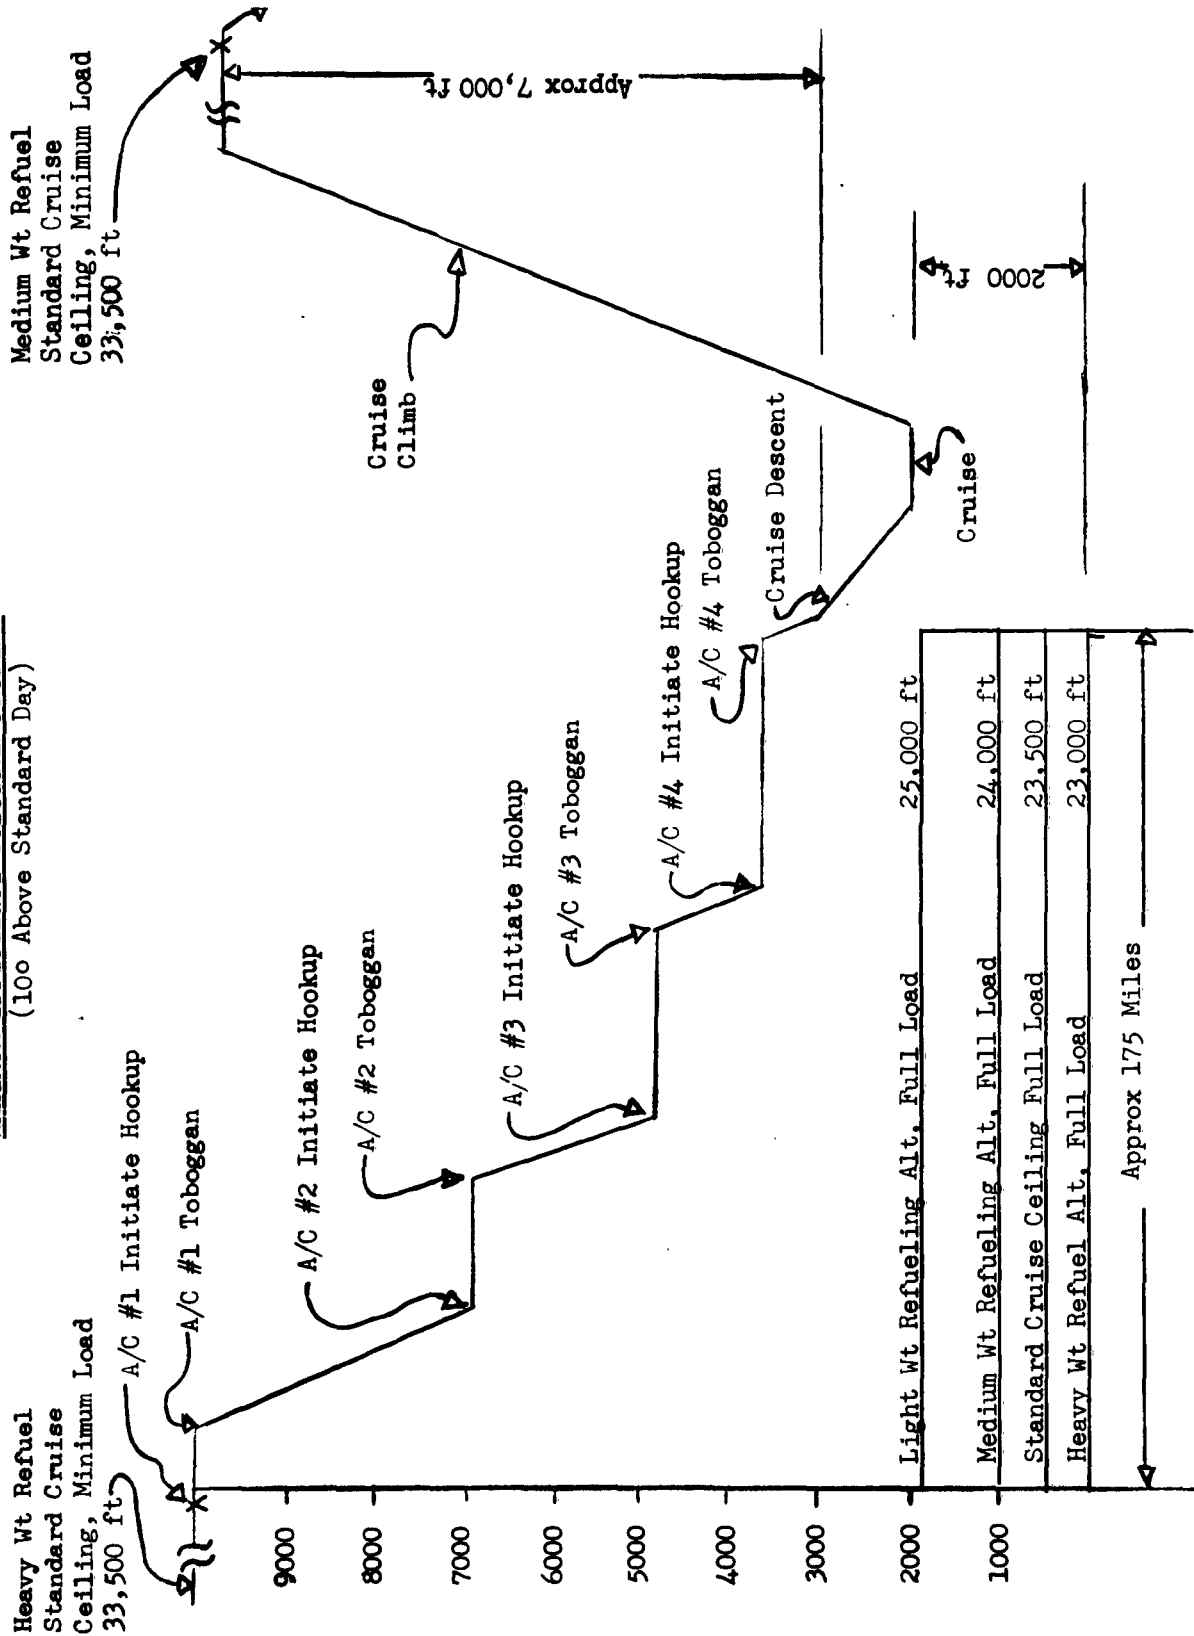 (100 Above Standard Day)
Heavy Wt Refuel
Standard Cruise
Ceiling, Minimum Load
33,500 ft
A/C #1 Initiate Hookup
A/C #1 Toboggan
A/C #2 Initiate Hookup
A/C #2 Toboggan
A/C #3 Initiate Hookup
A/C #3 Toboggan
A/C #4 Initiate Hookup
A/C #4 Toboggan
Cruise Descent
Cruise
Cruise
Climb
Medium Wt Refuel
Standard Cruise
Ceiling, Minimum Load
33,500 ft
Approx 7,000 ft
2000 ft
9000
8000
7000
6000
5000
4000
3000
2000
1000
Light Wt Refueling Alt, Full Load 25,000 ft
Medium Wt Refueling Alt, Full Load 24,000 ft
Standard Cruise Ceiling Full Load 23,500 ft
Heavy Wt Refuel Alt, Full Load 23,000 ft
Approx 175 Miles